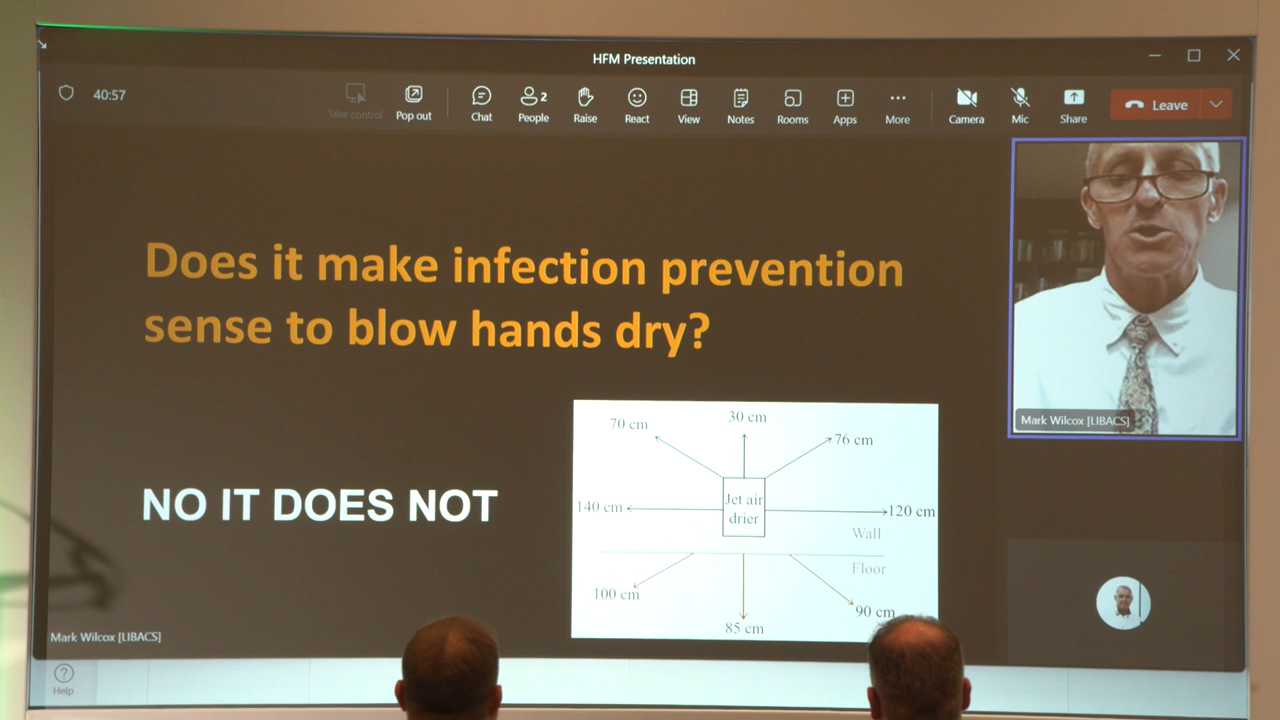 HFM Presentation
40:57
Take control
Pop out
Chat
People
2
Raise
React
View
Notes
Rooms
Apps
More
Camera
Mic
Share
Leave
Does it make infection prevention
sense to blow hands dry?
Mark Wilcox [LIBACS]
NO IT DOES NOT
70 cm
30 cm
76 cm
140 cm
Jet air
drier
120 cm
Wall
Floor
100 cm
85 cm
90 cm
Mark Wilcox [LIBACS]
?
Help